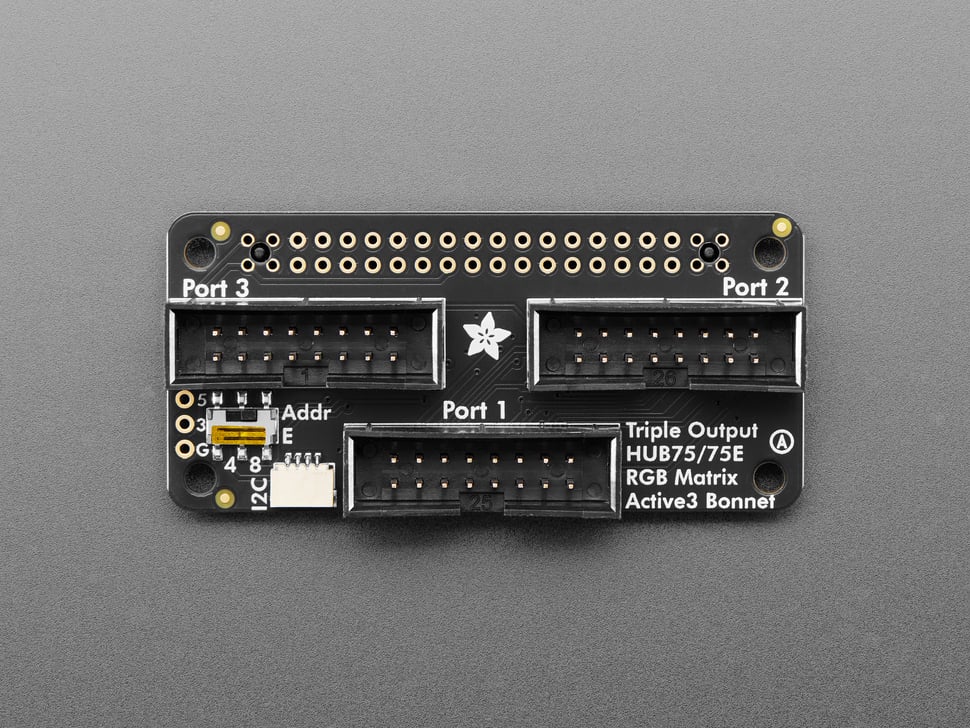 Port 3
Port 2
1
26
5
3
G
Addr
E
4 8
I2C
Port 1
25
Triple Output
HUB75/75E
RGB Matrix
Active3 Bonnet
A